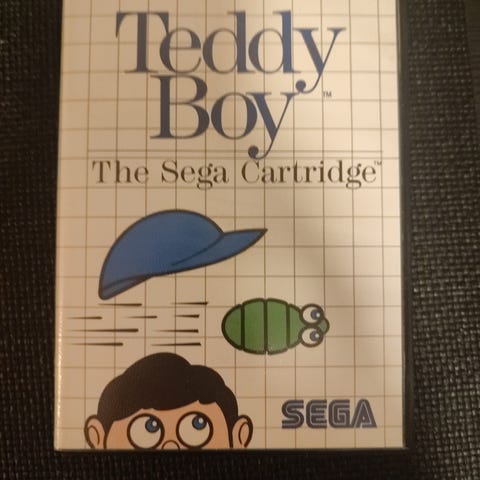 Teddy
Boy™
The Sega Cartridge™
SEGA